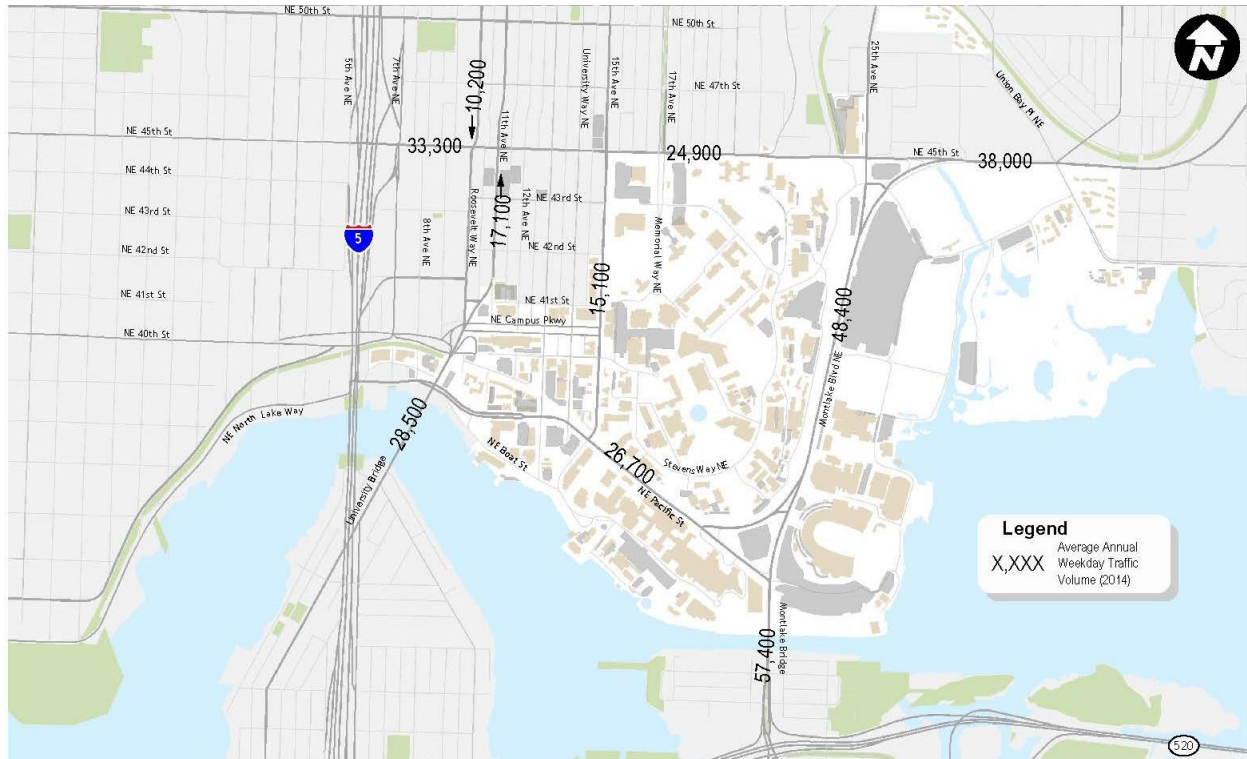 NE 50th St
NE 50th St
N
5th Ave NE
7th Ave NE
10,200
11th Ave NE
University Way NE
15th Ave NE
17th Ave NE
NE 47th St
25th Ave NE
Union Bay Pl NE
NE 45th St
33,300
24,900
NE 45th St
38,000
NE 44th St
NE 43rd St
NE 43rd St
8th Ave NE
Roosevelt Way NE
17,100
12th Ave NE
Memorial Way NE
5
NE 42nd St
NE 42nd St
NE 41st St
NE 41st St
15,100
NE 40th St
NE Campus Pkwy
48,400
Montlake Blvd NE
NE North Lake Way
28,500
University Bridge
NE Boat St
26,700
Stevens Way NE
NE Pacific St
Legend
X,XXX
Average Annual
Weekday Traffic
Volume (2014)
Montlake Bridge
57,400
520